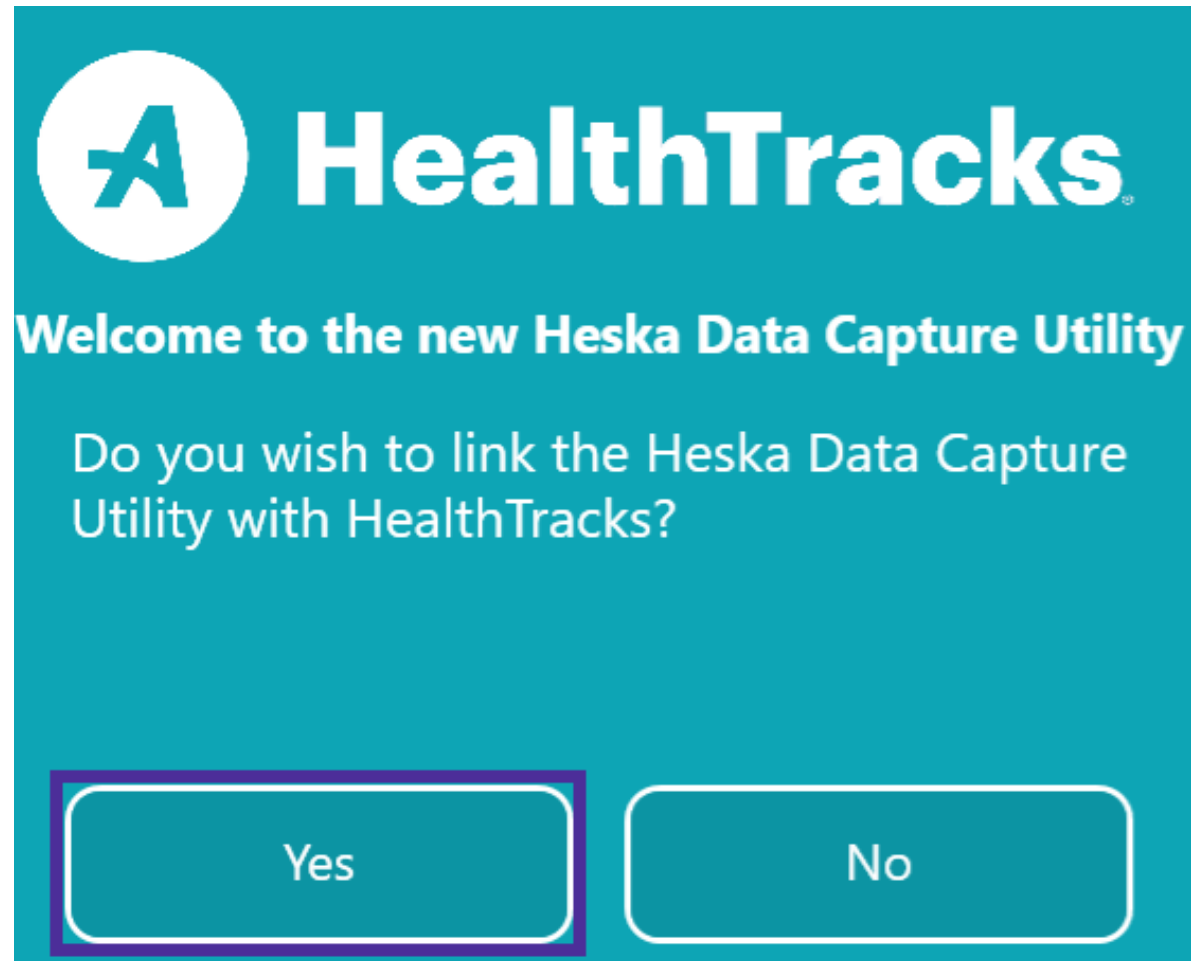 HealthTracks®
Welcome to the new Heska Data Capture Utility
Do you wish to link the Heska Data Capture
Utility with HealthTracks?
Yes
No